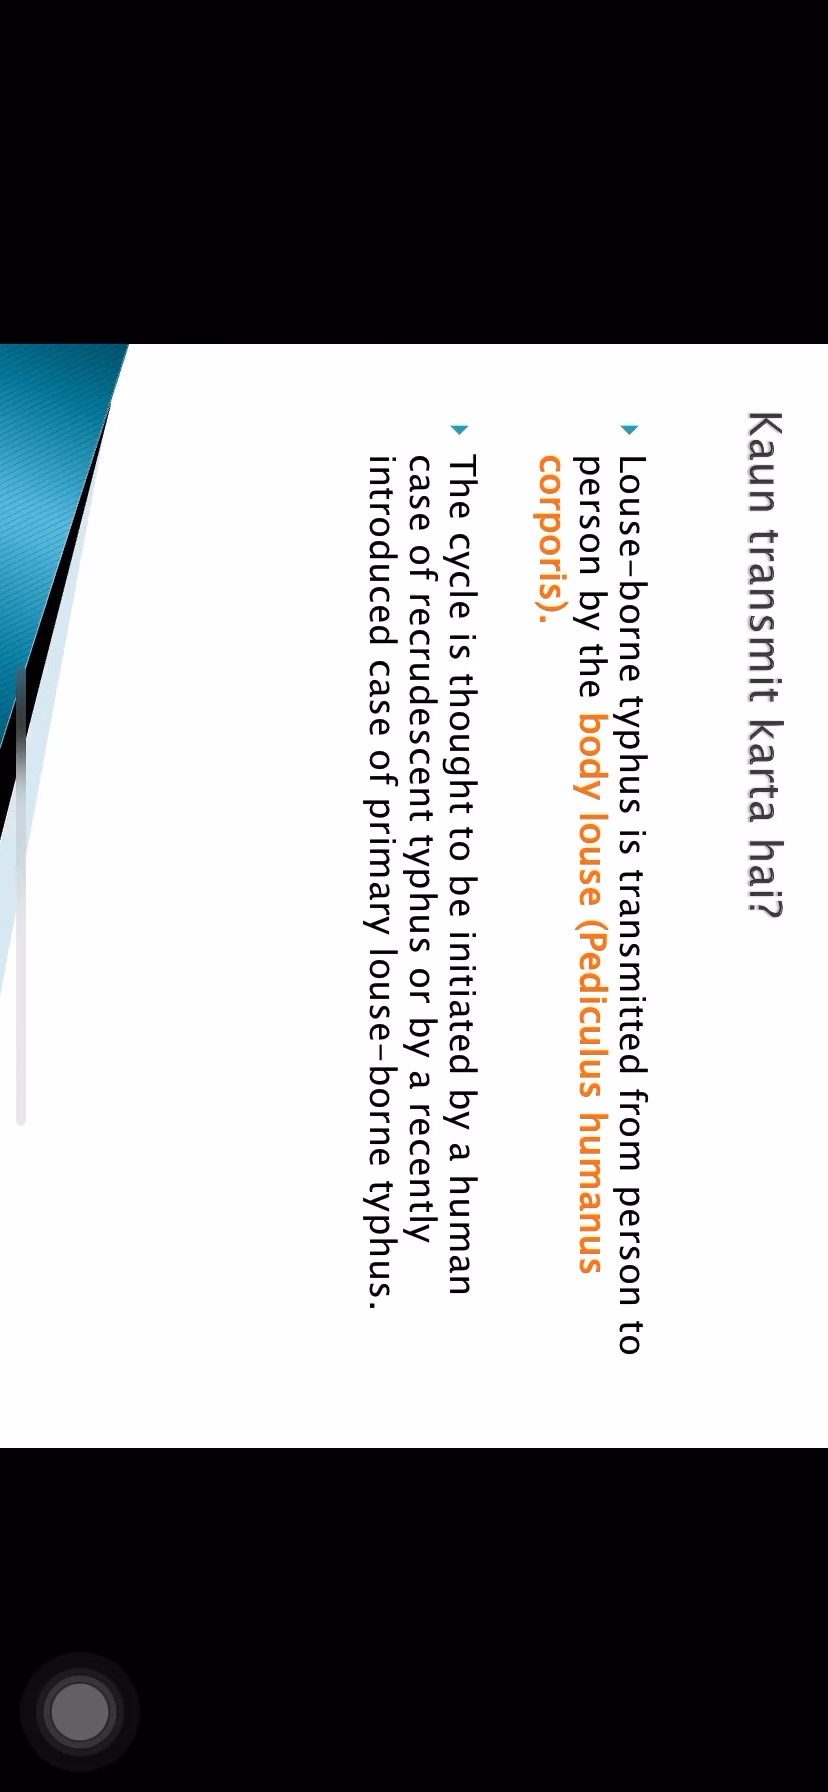 Kaun transmit karta hai?
Louse-borne typhus is transmitted from person to
person by the body louse (Pediculus humanus
corporis).
The cycle is thought to be initiated by a human
case of recrudescent typhus or by a recently
introduced case of primary louse-borne typhus.